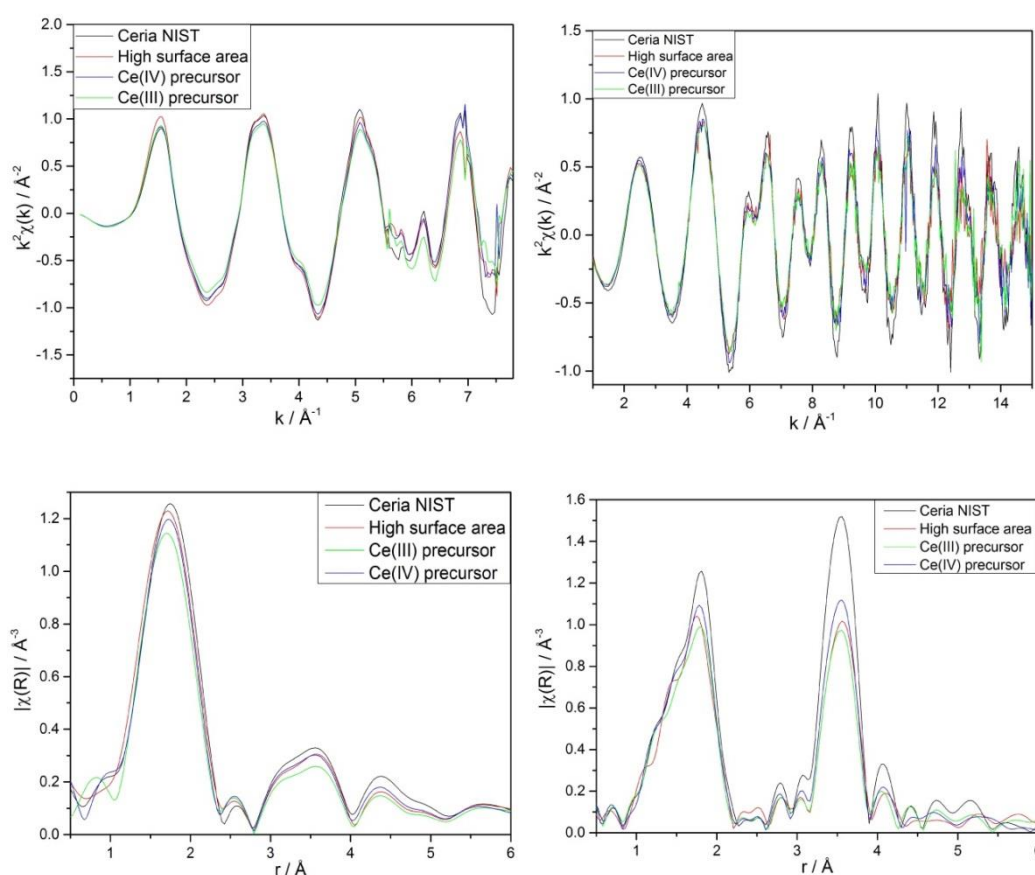 2.0
1.5
1.0
0.5
0.0
-0.5
-1.0
-1.5
k²χ(k) / Å⁻²
Ceria NIST
High surface area
Ce(IV) precursor
Ce(III) precursor
0 1 2 3 4 5 6 7
k / Å⁻¹
1.5
1.0
0.5
0.0
-0.5
-1.0
k²χ(k) / Å⁻²
Ceria NIST
High surface area
Ce(IV) precursor
Ce(III) precursor
2 4 6 8 10 12 14
k / Å⁻¹
1.2
1.0
0.8
0.6
0.4
0.2
0.0
|χ(R)| / Å⁻³
Ceria NIST
High surface area
Ce(III) precursor
Ce(IV) precursor
1 2 3 4 5 6
r / Å
1.6
1.4
1.2
1.0
0.8
0.6
0.4
0.2
0.0
|χ(R)| / Å⁻³
Ceria NIST
High surface area
Ce(III) precursor
Ce(IV) precursor
1 2 3 4 5 6
r / Å